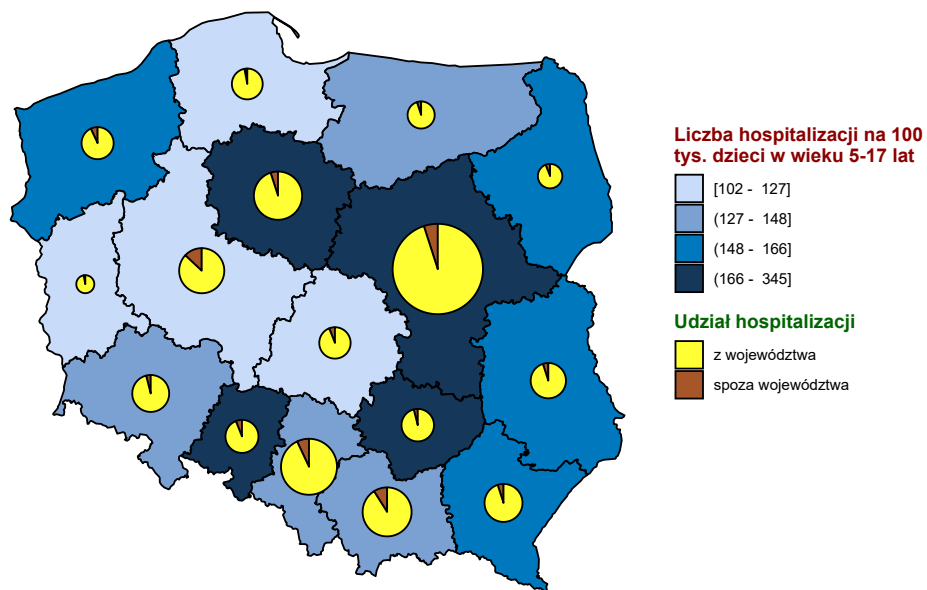 Liczba hospitalizacji na 100
tys. dzieci w wieku 5-17 lat
[102 - 127]
(127 - 148]
(148 - 166]
(166 - 345]
Udział hospitalizacji
z województwa
spoza województwa